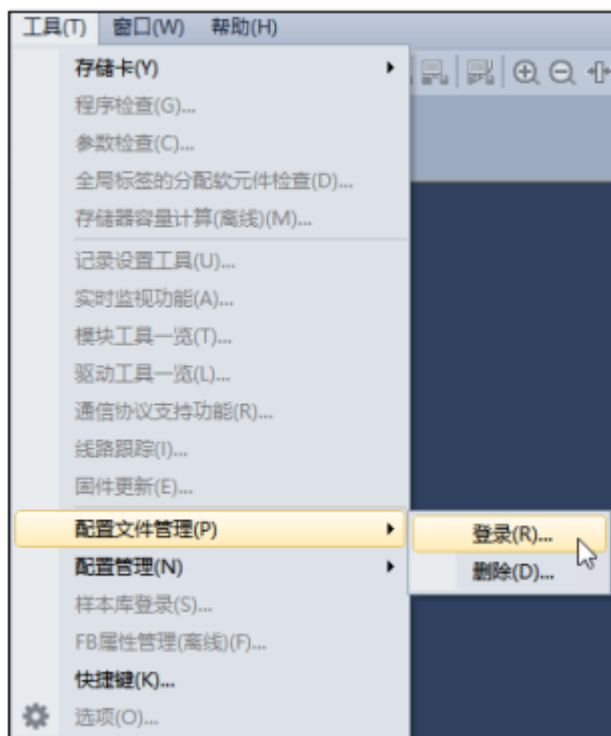 工具(T) 窗口(W) 帮助(H)
存储卡(Y)
程序检查(G)...
参数检查(C)...
全局标签的分配软元件检查(D)...
存储器容量计算(离线)(M)...
记录设置工具(U)...
实时监视功能(A)...
模块工具一览(T)...
驱动工具一览(L)...
通信协议支持功能(R)...
线路跟踪(I)...
固件更新(E)...
配置文件管理(P)
登录(R)...
配置管理(N)
删除(D)...
样本库登录(S)...
FB属性管理(离线)(F)...
快捷键(K)...
选项(O)...